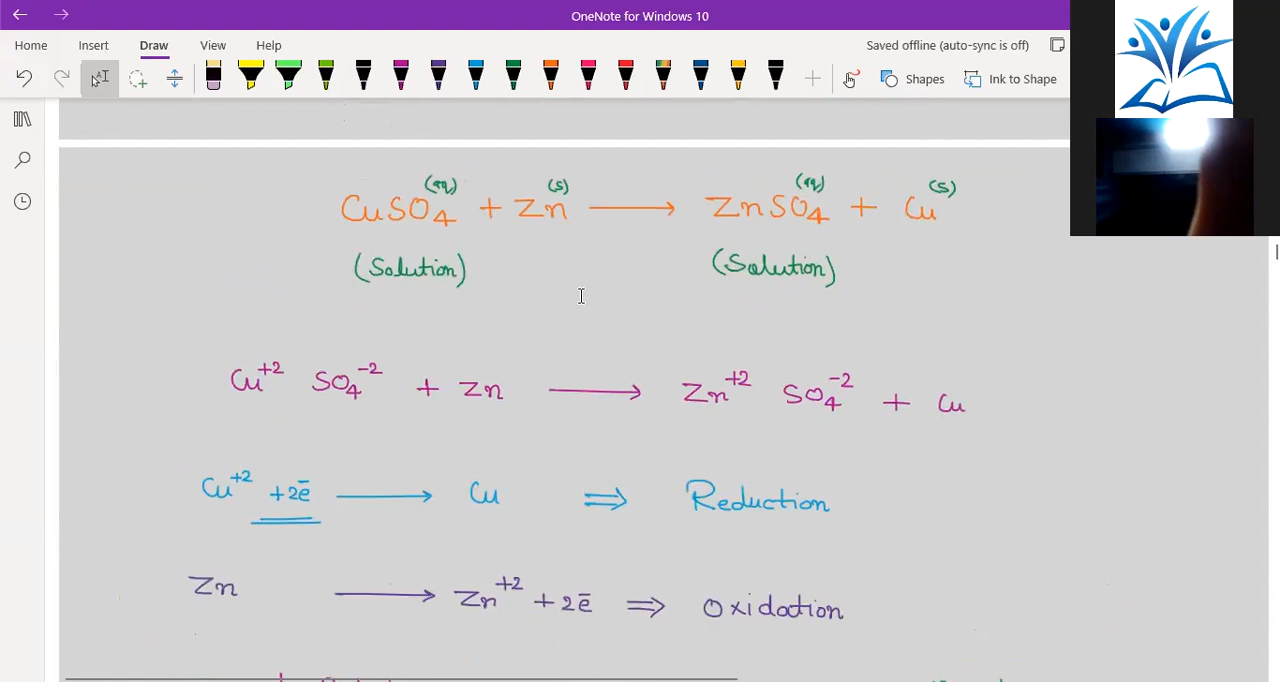 OneNote for Windows 10
Home Insert Draw View Help Saved offline (auto-sync is off)
Shapes Ink to Shape
CuSO₄ (aq) + Zn (s) ⟶ ZnSO₄ (aq) + Cu (s)
(Solution) (Solution)
Cu⁺² SO₄⁻² + Zn ⟶ Zn⁺² SO₄⁻² + Cu
Cu⁺² +2ē ⟶ Cu ⇒ Reduction
Zn ⟶ Zn⁺² + 2ē ⇒ Oxidation